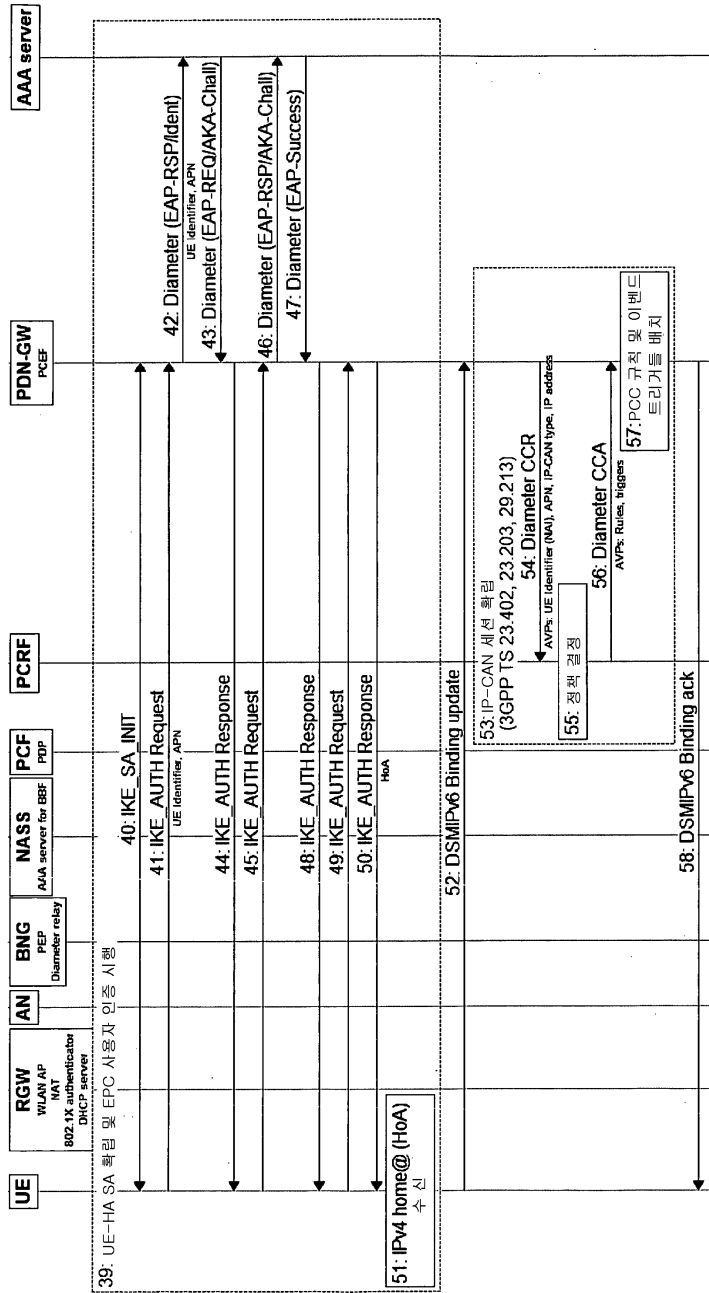 UE
RGW
WLAN AP
NAT
802.1X authenticator
DHCP server
AN
BNG
PEP
Diameter relay
NASS
AAA server for BBF
PCF
PDP
PCRF
PDN-GW
PCEF
AAA server
39: UE-HA SA 확립 및 EPC 사용자 인증 시행
40: IKE_SA_INIT
41: IKE_AUTH Request
UE Identifier, APN
42: Diameter (EAP-RSP/Ident)
UE Identifier, APN
43: Diameter (EAP-REQ/AKA-Chall)
44: IKE_AUTH Response
45: IKE_AUTH Request
46: Diameter (EAP-RSP/AKA-Chall)
47: Diameter (EAP-Success)
48: IKE_AUTH Response
49: IKE_AUTH Request
50: IKE_AUTH Response
HoA
51: IPv4 home@ (HoA)
수신
52: DSMIPv6 Binding update
53: IP-CAN 세션 확립
(3GPP TS 23.402, 23.203, 29.213)
54: Diameter CCR
AVPs: UE Identifier (NAI), APN, IP-CAN type, IP address
55: 정책 결정
56: Diameter CCA
AVPs: Rules, triggers
57: PCC 규칙 및 이벤트
트리거들 배치
58: DSMIPv6 Binding ack